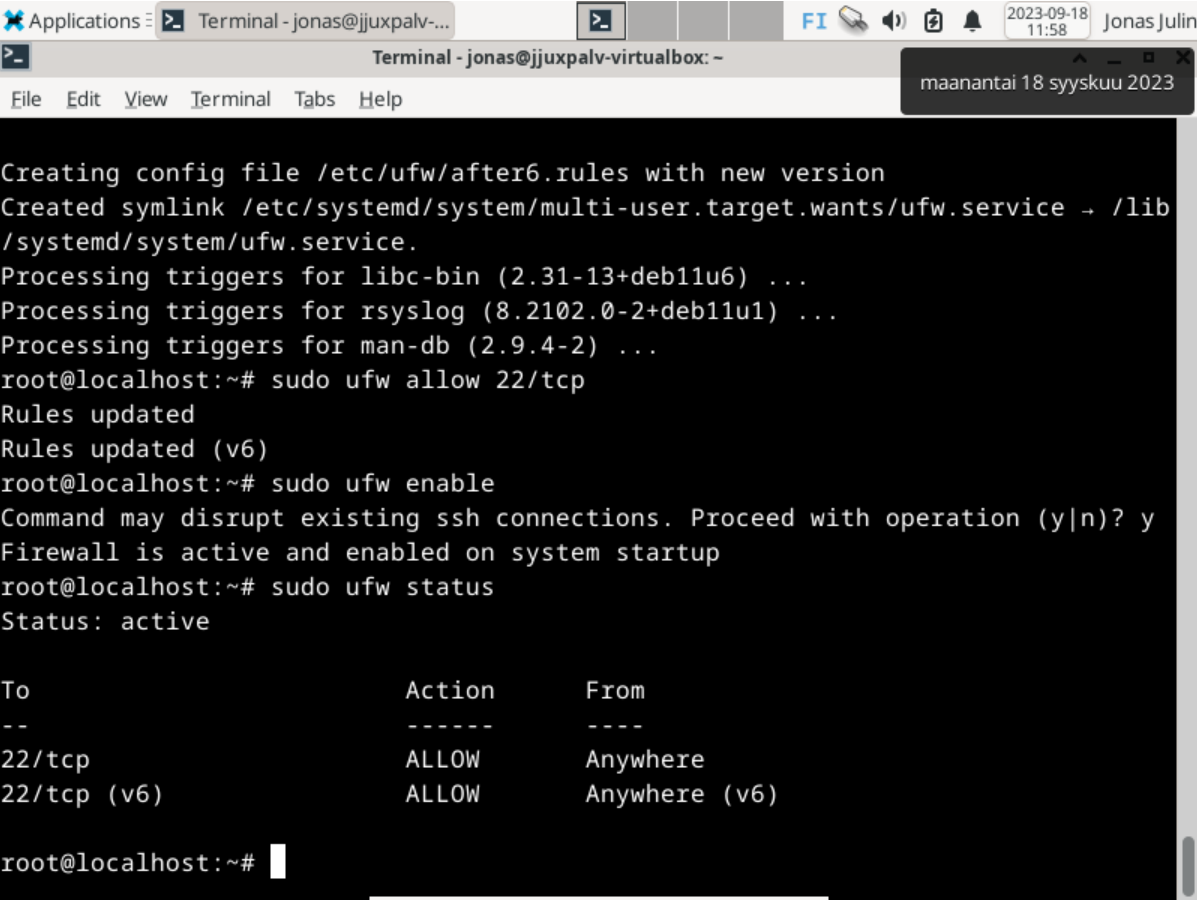 Applications
Terminal - jonas@jjuxpalv-...
FI
2023-09-18
11:58
Jonas Julin
Terminal - jonas@jjuxpalv-virtualbox: ~
maanantai 18 syyskuu 2023
File Edit View Terminal Tabs Help
Creating config file /etc/ufw/after6.rules with new version
Created symlink /etc/systemd/system/multi-user.target.wants/ufw.service → /lib
/systemd/system/ufw.service.
Processing triggers for libc-bin (2.31-13+deb11u6) ...
Processing triggers for rsyslog (8.2102.0-2+deb11u1) ...
Processing triggers for man-db (2.9.4-2) ...
root@localhost:~# sudo ufw allow 22/tcp
Rules updated
Rules updated (v6)
root@localhost:~# sudo ufw enable
Command may disrupt existing ssh connections. Proceed with operation (y|n)? y
Firewall is active and enabled on system startup
root@localhost:~# sudo ufw status
Status: active
To                         Action      From
--                         ------      ----
22/tcp                     ALLOW       Anywhere
22/tcp (v6)                ALLOW       Anywhere (v6)
root@localhost:~#